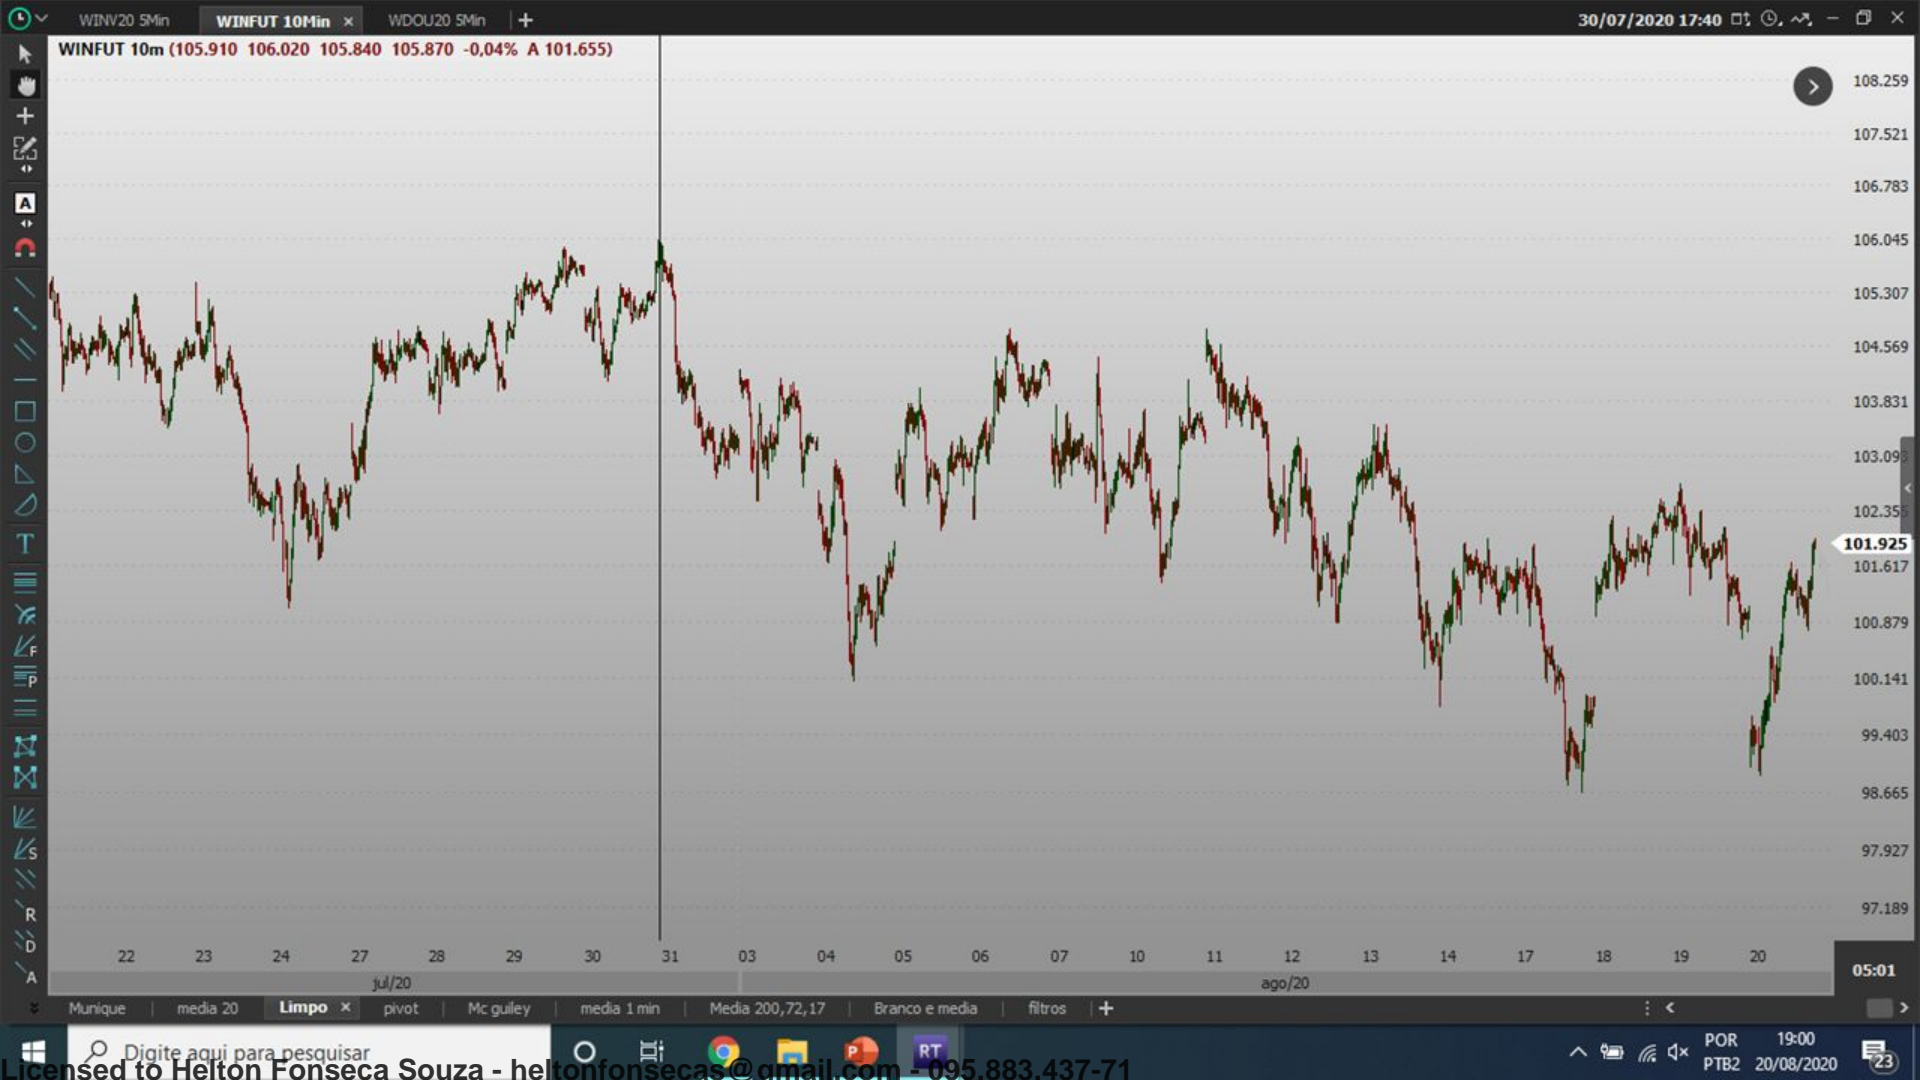 WINV20 5Min
WINFUT 10Min ×
WDOU20 5Min
30/07/2020 17:40
WINFUT 10m (105.910 106.020 105.840 105.870 -0,04% A 101.655)
108.259
107.521
106.783
106.045
105.307
104.569
103.831
103.093
102.355
101.925
101.617
100.879
100.141
99.403
98.665
97.927
97.189
A
T
F
P
S
R
D
A
22 23 24 27 28 29 30 31 03 04 05 06 07 10 11 12 13 14 17 18 19 20
jul/20 ago/20
05:01
Munique | media 20 Limpo × pivot | Mc guiley | media 1 min | Media 200,72,17 | Branco e media | filtros | +
Digite aqui para pesquisar
P
RT
POR
PTB2
19:00
20/08/2020
23
Licensed to Helton Fonseca Souza - heltonfonsecas@gmail.com - 095.883.437-71